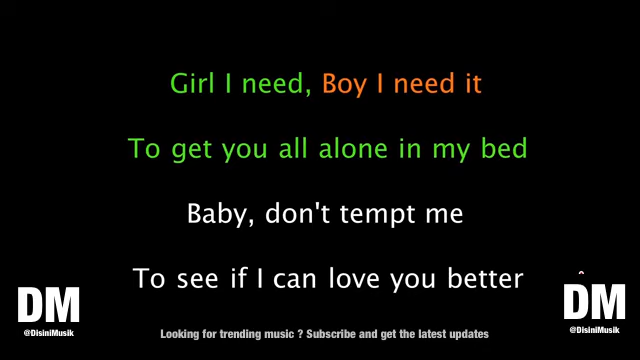 Girl I need, Boy I need it
To get you all alone in my bed
Baby, don't tempt me
To see if I can love you better
DM
@DisiniMusik
DM
@DisiniMusik
Looking for trending music ? Subscribe and get the latest updates